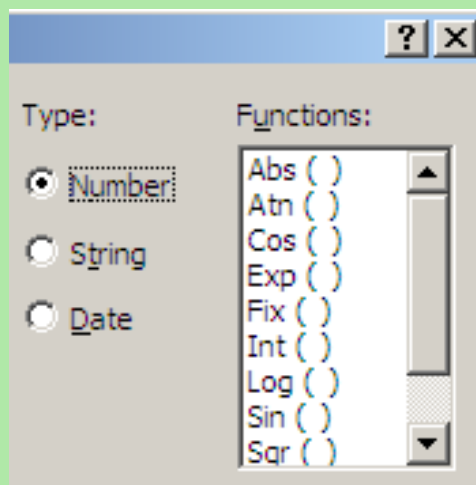 ?
Type:
Number
String
Date
Functions:
Abs ( )
Atn ( )
Cos ( )
Exp ( )
Fix ( )
Int ( )
Log ( )
Sin ( )
Sqr ( )